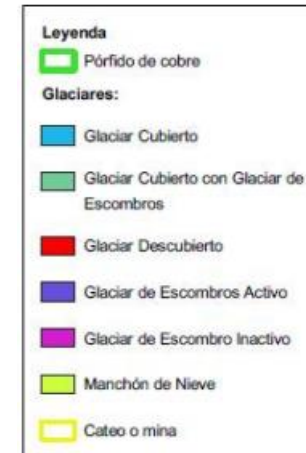 Leyenda
Pórfido de cobre
Glaciares:
Glaciar Cubierto
Glaciar Cubierto con Glaciar de
Escombros
Glaciar Descubierto
Glaciar de Escombros Activo
Glaciar de Escombro Inactivo
Manchón de Nieve
Cateo o mina